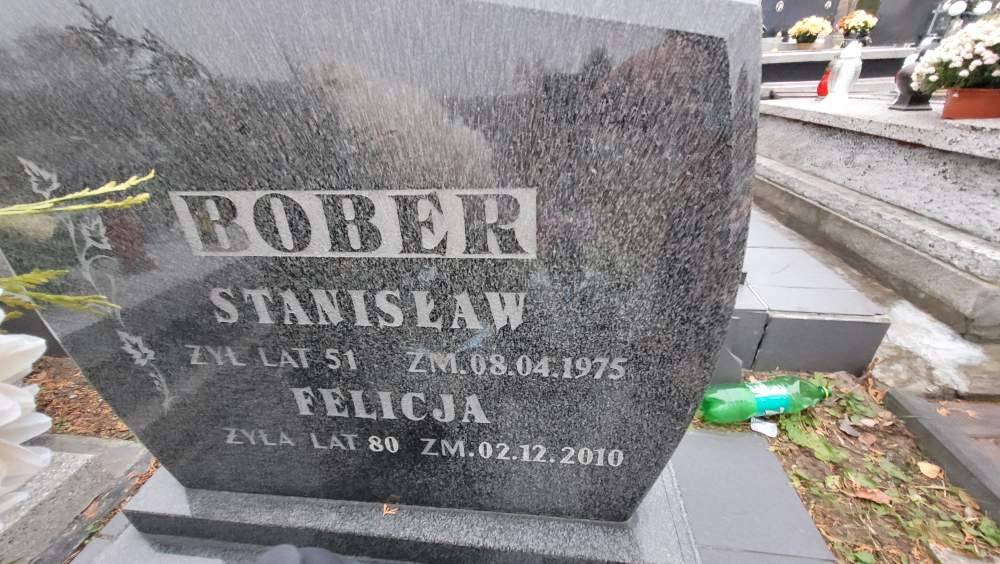 BOBER
STANISŁAW
ŻYŁ LAT 51 ZM.08.04.1975
FELICJA
ŻYŁA LAT 80 ZM.02.12.2010